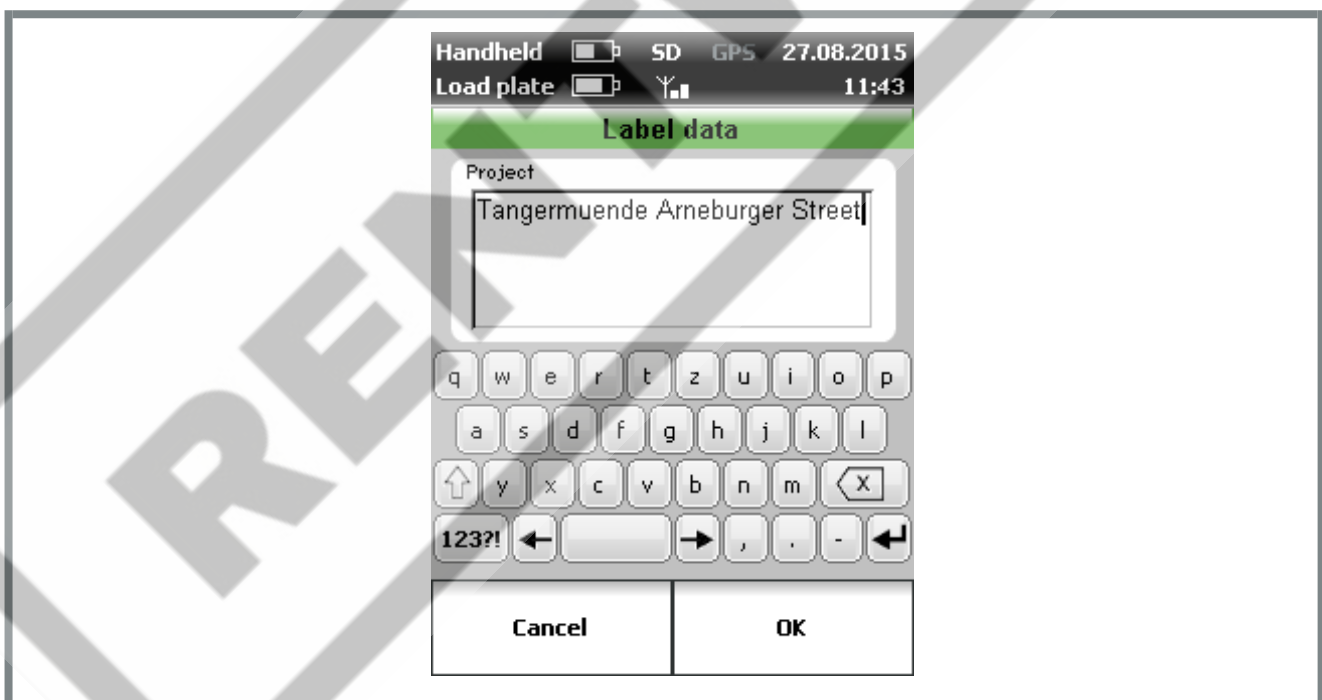 Handheld SD GPS 27.08.2015
Load plate 11:43
Label data
Project
Tangermuende Arneburger Street
q w e r t z u i o p
a s d f g h j k l
y x c v b n m X
123?! , . -
Cancel OK